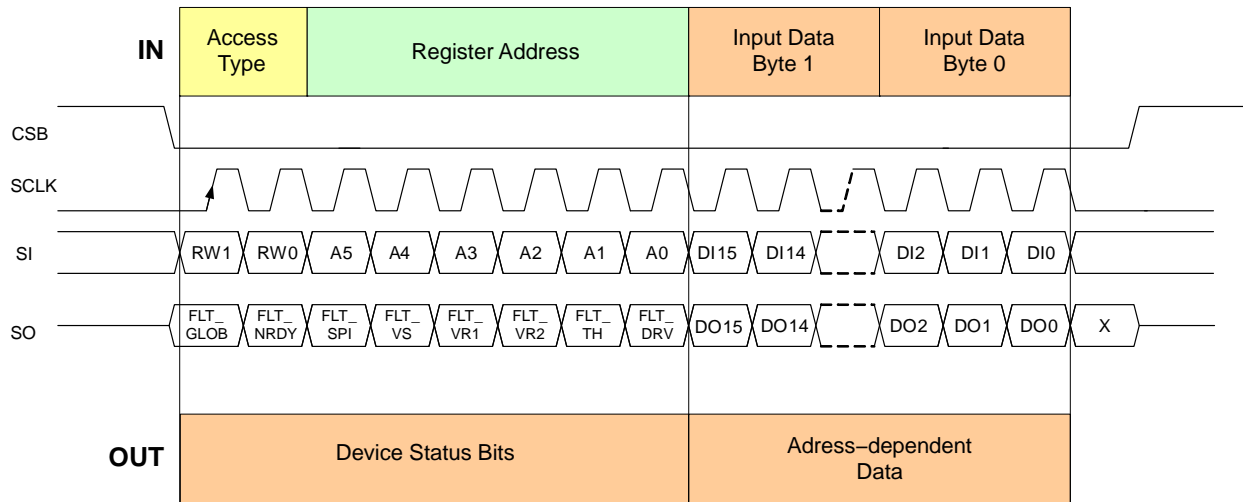 IN
Access
Type
Register Address
Input Data
Byte 1
Input Data
Byte 0
CSB
SCLK
SI
RW1 RW0 A5 A4 A3 A2 A1 A0 DI15 DI14 DI2 DI1 DI0
SO
FLT_
GLOB
FLT_
NRDY
FLT_
SPI
FLT_
VS
FLT_
VR1
FLT_
VR2
FLT_
TH
FLT_
DRV
DO15 DO14 DO2 DO1 DO0 X
OUT
Device Status Bits
Adress−dependent
Data